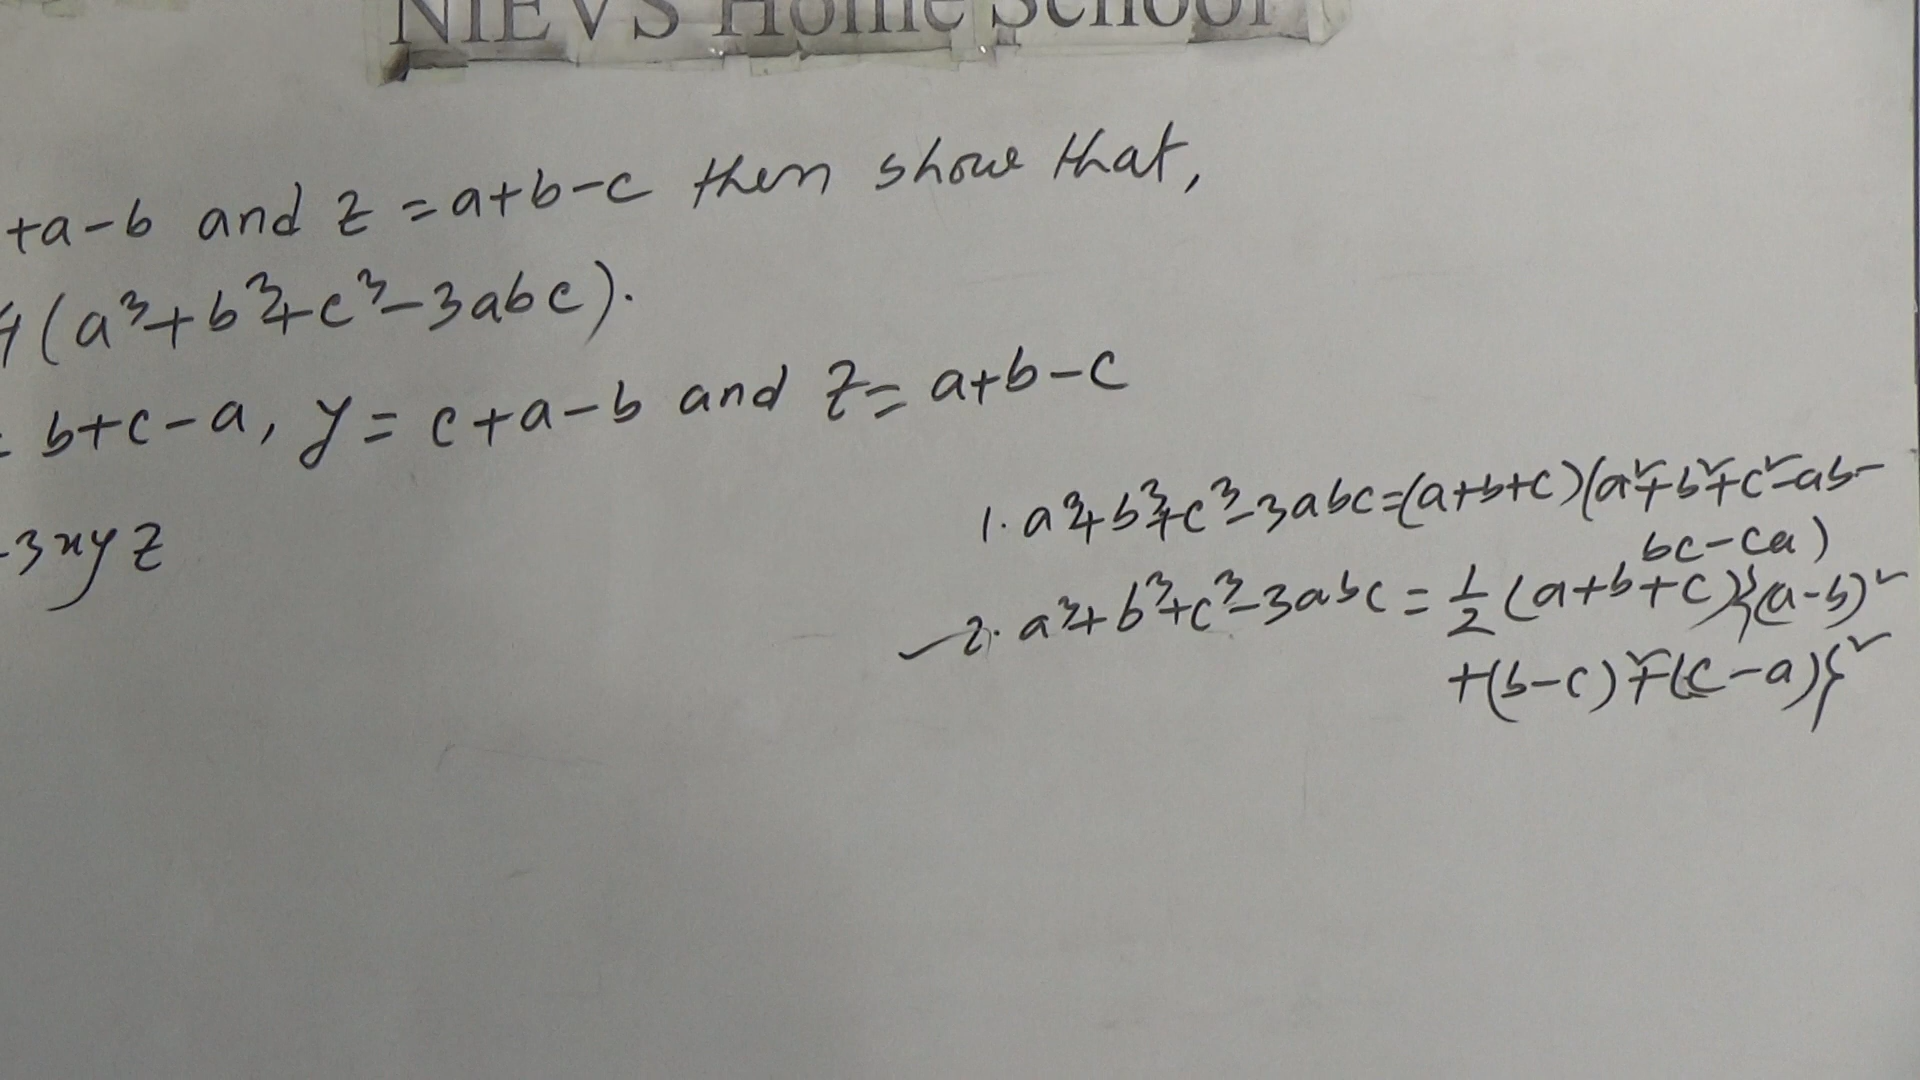 NIEVS Home School
+a-b and z = a+b-c then show that,
4(a³+b³+c³-3abc).
= b+c-a, y = c+a-b and z = a+b-c
-3xyz
1. a³+b³+c³-3abc=(a+b+c)(a²+b²+c²-ab-
bc-ca)
2. a³+b³+c³-3abc = 1/2 (a+b+c){(a-b)²
+(b-c)²+(c-a)}²